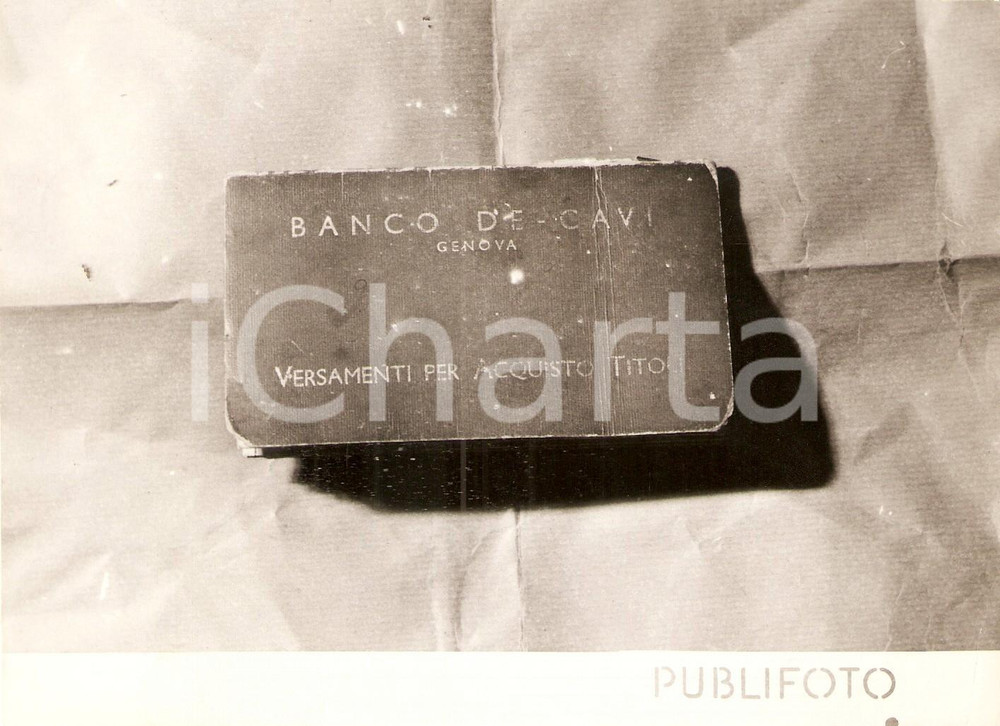 BANCO DE CAVI
GENOVA
iCharta
VERSAMENTI PER ACQUISTO TITOLI
PUBLIFOTO